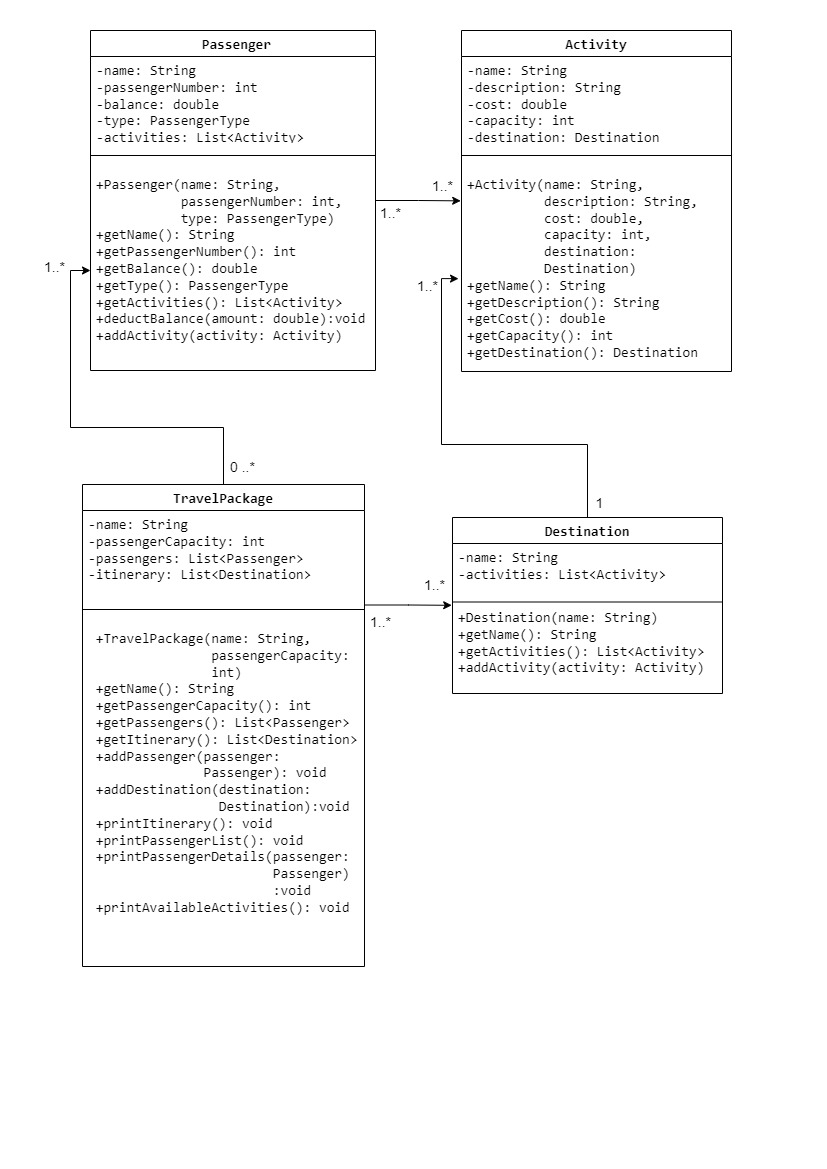 Passenger
-name: String
-passengerNumber: int
-balance: double
-type: PassengerType
-activities: List<Activity>
+Passenger(name: String,
passengerNumber: int,
type: PassengerType)
+getName(): String
+getPassengerNumber(): int
+getBalance(): double
+getType(): PassengerType
+getActivities(): List<Activity>
+deductBalance(amount: double):void
+addActivity(activity: Activity)
1..*
1..*
Activity
-name: String
-description: String
-cost: double
-capacity: int
-destination: Destination
+Activity(name: String,
description: String,
cost: double,
capacity: int,
destination:
Destination)
+getName(): String
+getDescription(): String
+getCost(): double
+getCapacity(): int
+getDestination(): Destination
1..*
1..*
0 ..*
1
TravelPackage
-name: String
-passengerCapacity: int
-passengers: List<Passenger>
-itinerary: List<Destination>
+TravelPackage(name: String,
passengerCapacity:
int)
+getName(): String
+getPassengerCapacity(): int
+getPassengers(): List<Passenger>
+getItinerary(): List<Destination>
+addPassenger(passenger:
Passenger): void
+addDestination(destination:
Destination):void
+printItinerary(): void
+printPassengerList(): void
+printPassengerDetails(passenger:
Passenger)
:void
+printAvailableActivities(): void
1..*
1..*
Destination
-name: String
-activities: List<Activity>
+Destination(name: String)
+getName(): String
+getActivities(): List<Activity>
+addActivity(activity: Activity)